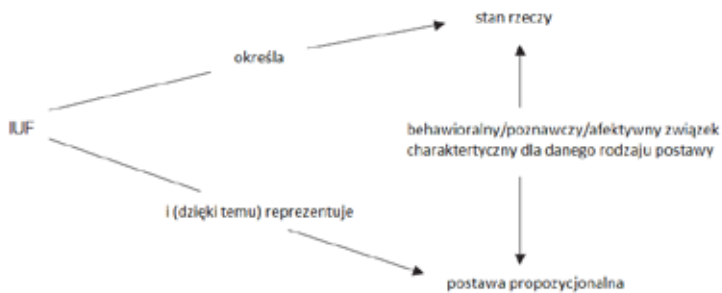 stan rzeczy
określa
IUF
behawioralny/poznawczy/afektywny związek
charaktertyczny dla danego rodzaju postawy
i (dzięki temu) reprezentuje
postawa propozycjonalna